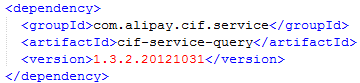 <dependency>
<groupId>com.alipay.cif.service</groupId>
<artifactId>cif-service-query</artifactId>
<version>1.3.2.20121031</version>
</dependency>